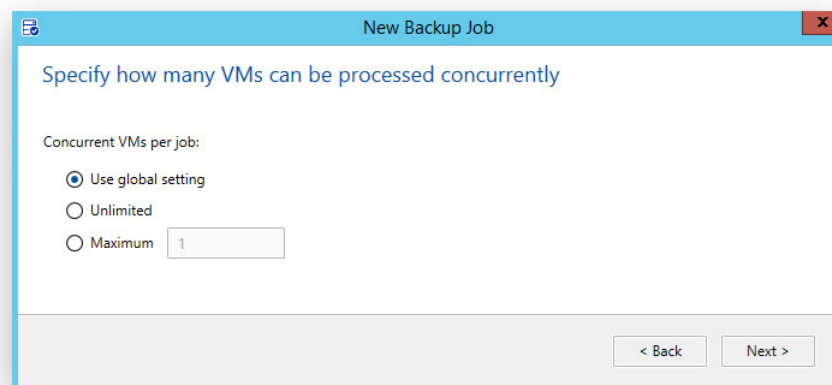 New Backup Job
x
Specify how many VMs can be processed concurrently
Concurrent VMs per job:
Use global setting
Unlimited
Maximum 1
< Back Next >